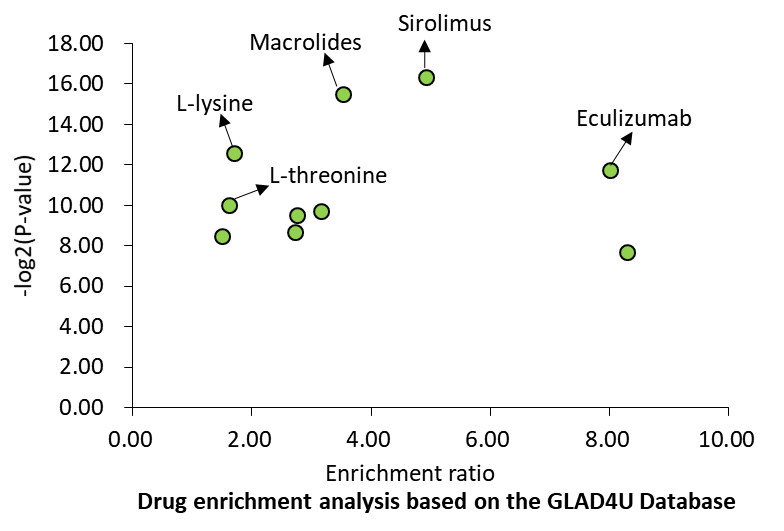 Sirolimus
18.00
Macrolides
16.00
L-lysine
14.00
Eculizumab
12.00
L-threonine
10.00
8.00
6.00
4.00
2.00
0.00
-log2(P-value)
0.00 2.00 4.00 6.00 8.00 10.00
Enrichment ratio
Drug enrichment analysis based on the GLAD4U Database